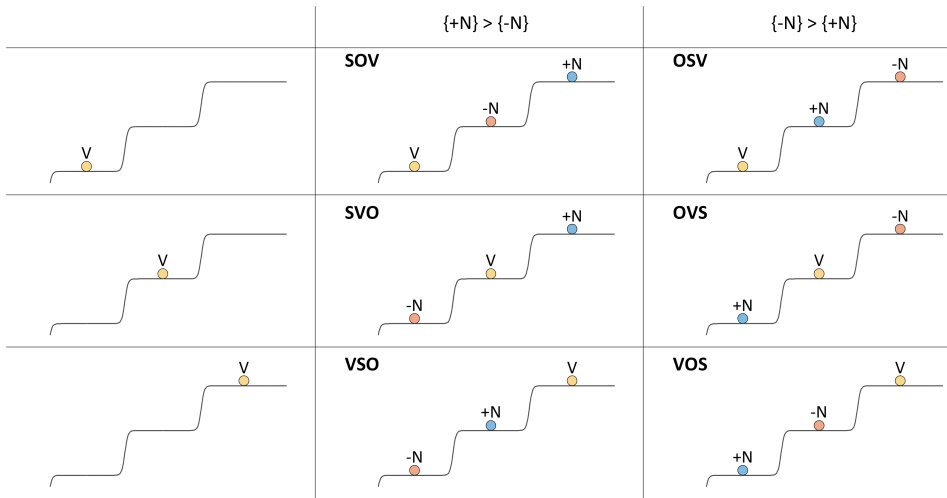 {+N} > {-N}
{-N} > {+N}
V
SOV
+N
-N
V
OSV
-N
+N
V
V
SVO
+N
V
-N
OVS
-N
V
+N
V
VSO
V
+N
-N
VOS
V
-N
+N